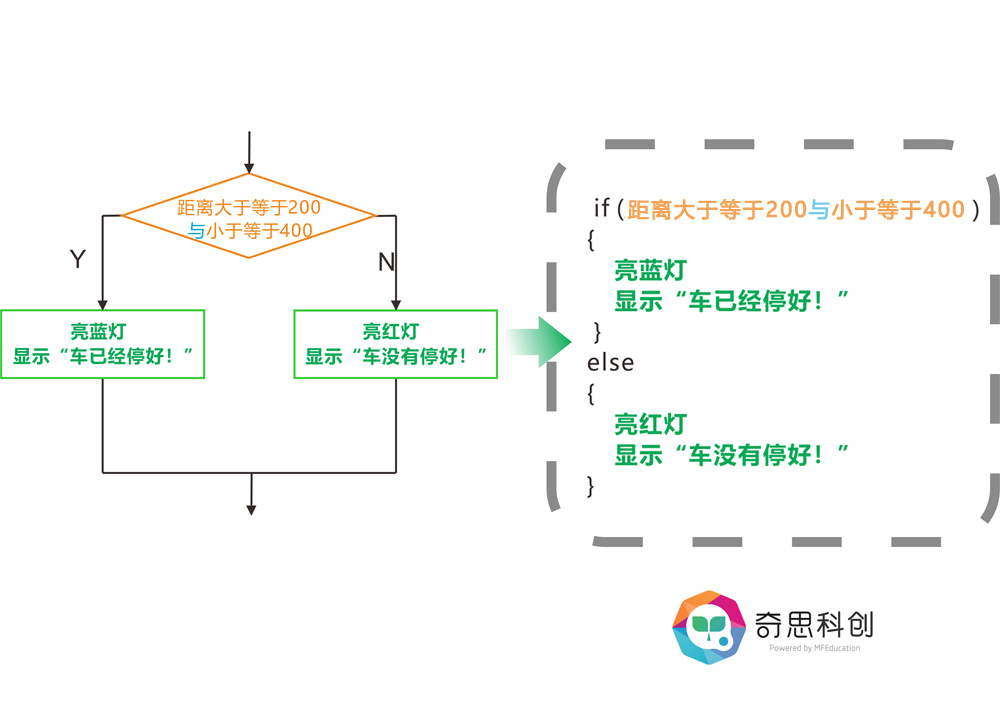 距离大于等于200
与小于等于400
Y
N
亮蓝灯
显示“车已经停好！”
亮红灯
显示“车没有停好！”
if (距离大于等于200与小于等于400 )
{
亮蓝灯
显示“车已经停好！”
}
else
{
亮红灯
显示“车没有停好！”
}
奇思科创
Powered by MFEducation